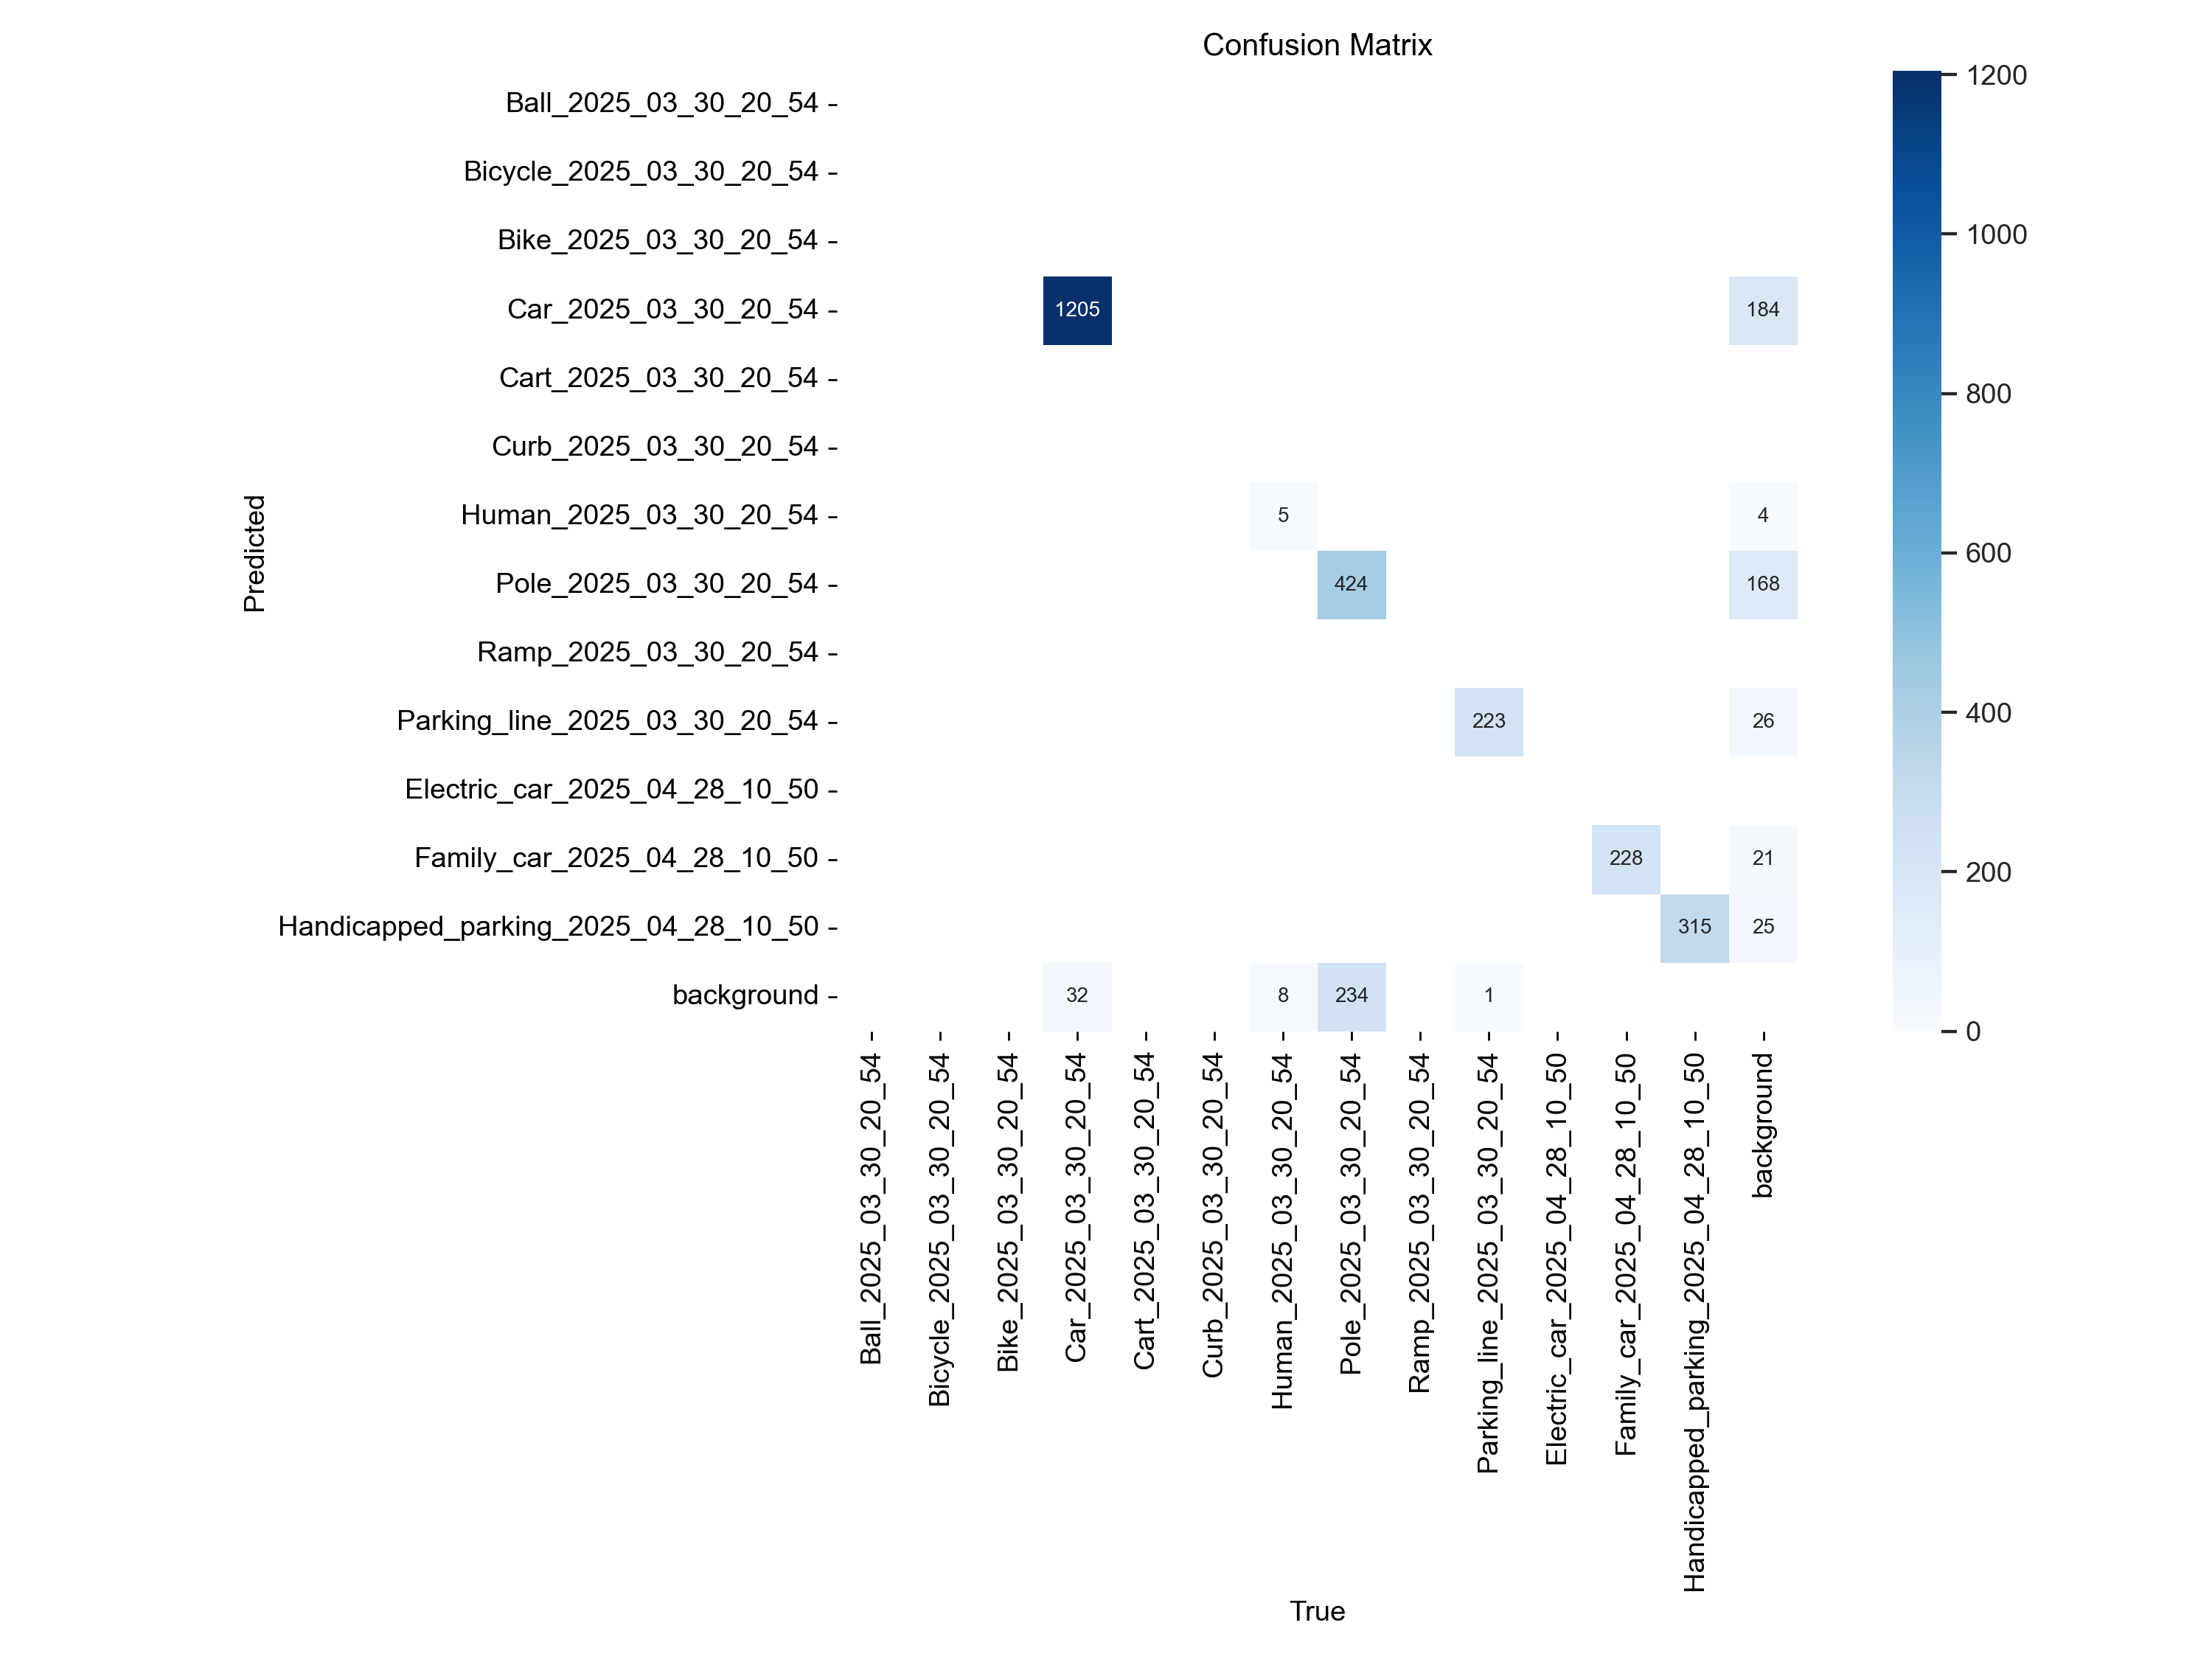 Confusion Matrix
Ball_2025_03_30_20_54
Bicycle_2025_03_30_20_54
Bike_2025_03_30_20_54
Car_2025_03_30_20_54
1205
184
Cart_2025_03_30_20_54
Curb_2025_03_30_20_54
Human_2025_03_30_20_54
5
4
Pole_2025_03_30_20_54
424
168
Ramp_2025_03_30_20_54
Parking_line_2025_03_30_20_54
223
26
Electric_car_2025_04_28_10_50
Family_car_2025_04_28_10_50
228
21
Handicapped_parking_2025_04_28_10_50
315
25
background
32
8
234
1
Predicted
Ball_2025_03_30_20_54
Bicycle_2025_03_30_20_54
Bike_2025_03_30_20_54
Car_2025_03_30_20_54
Cart_2025_03_30_20_54
Curb_2025_03_30_20_54
Human_2025_03_30_20_54
Pole_2025_03_30_20_54
Ramp_2025_03_30_20_54
Parking_line_2025_03_30_20_54
Electric_car_2025_04_28_10_50
Family_car_2025_04_28_10_50
Handicapped_parking_2025_04_28_10_50
background
True
1200
1000
800
600
400
200
0